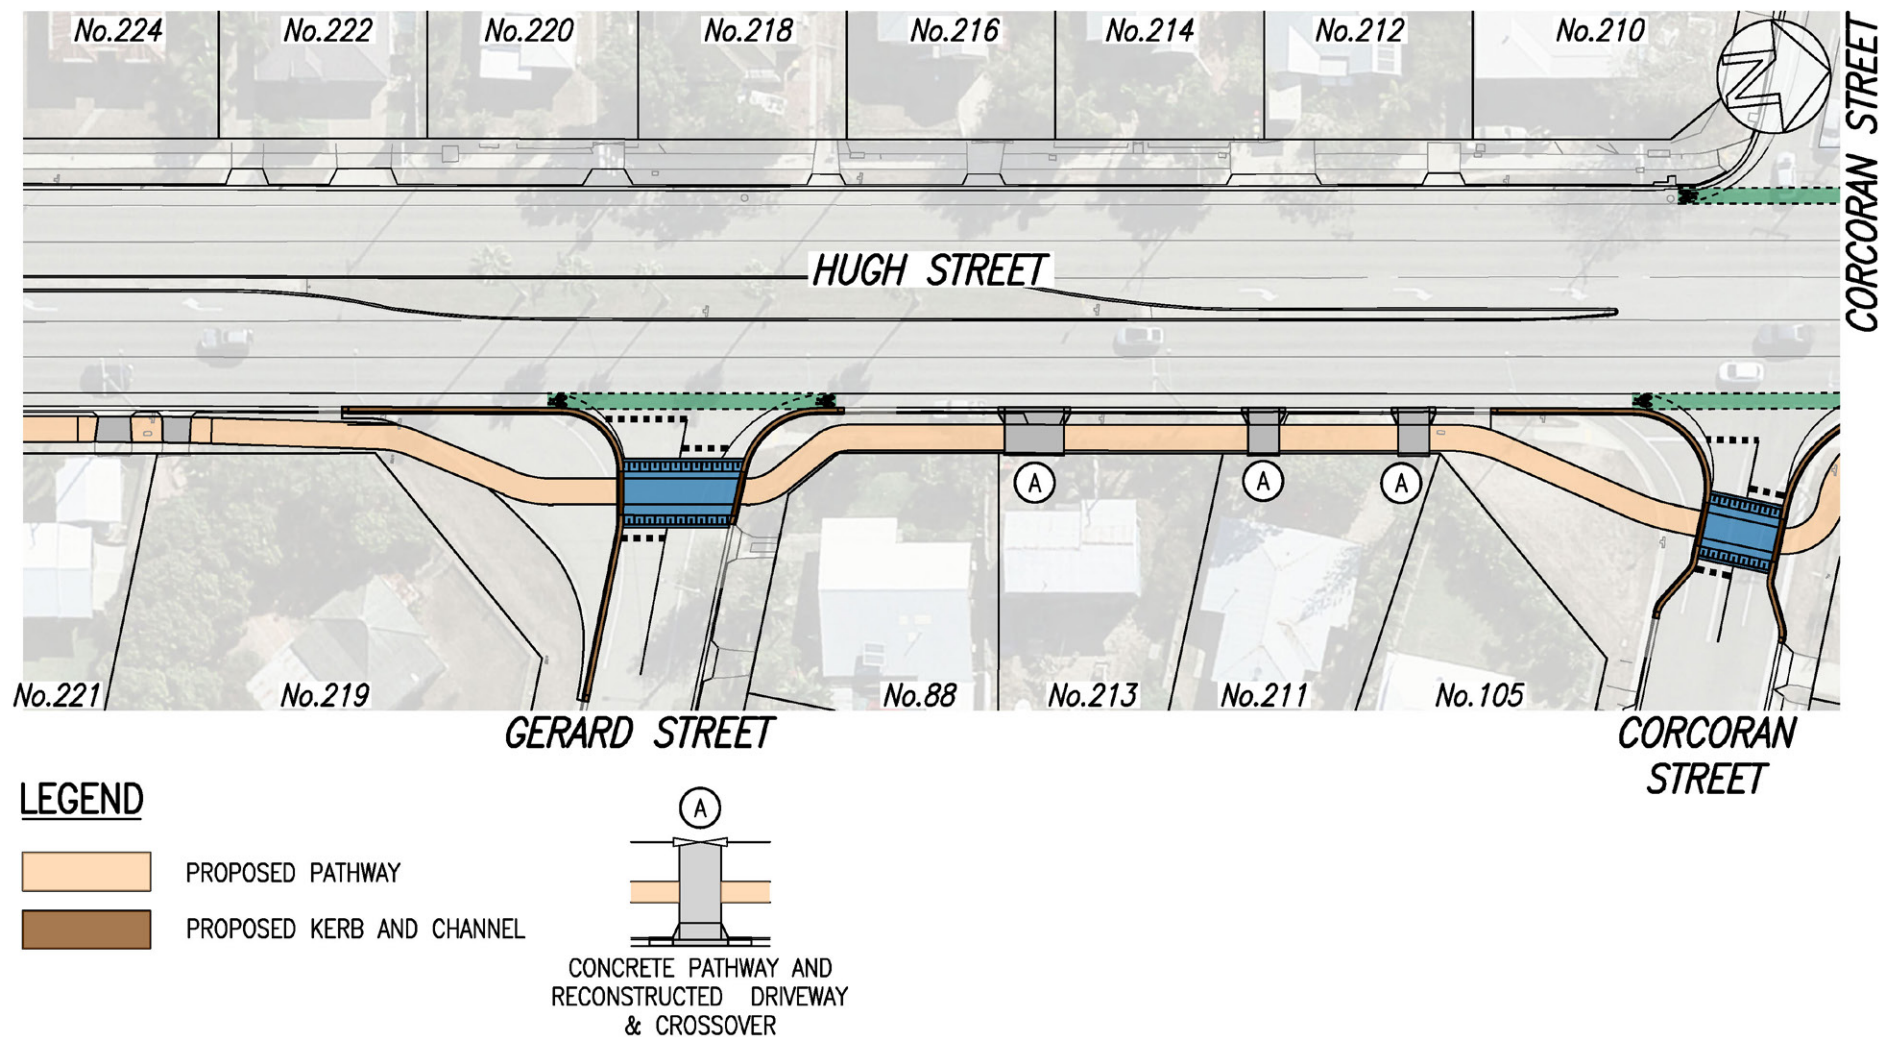 No.224
No.222
No.220
No.218
No.216
No.214
No.212
No.210
N
CORCORAN STREET
HUGH STREET
A
A
A
No.221
No.219
No.88
No.213
No.211
No.105
GERARD STREET
CORCORAN
STREET
LEGEND
PROPOSED PATHWAY
PROPOSED KERB AND CHANNEL
A
CONCRETE PATHWAY AND
RECONSTRUCTED DRIVEWAY
& CROSSOVER